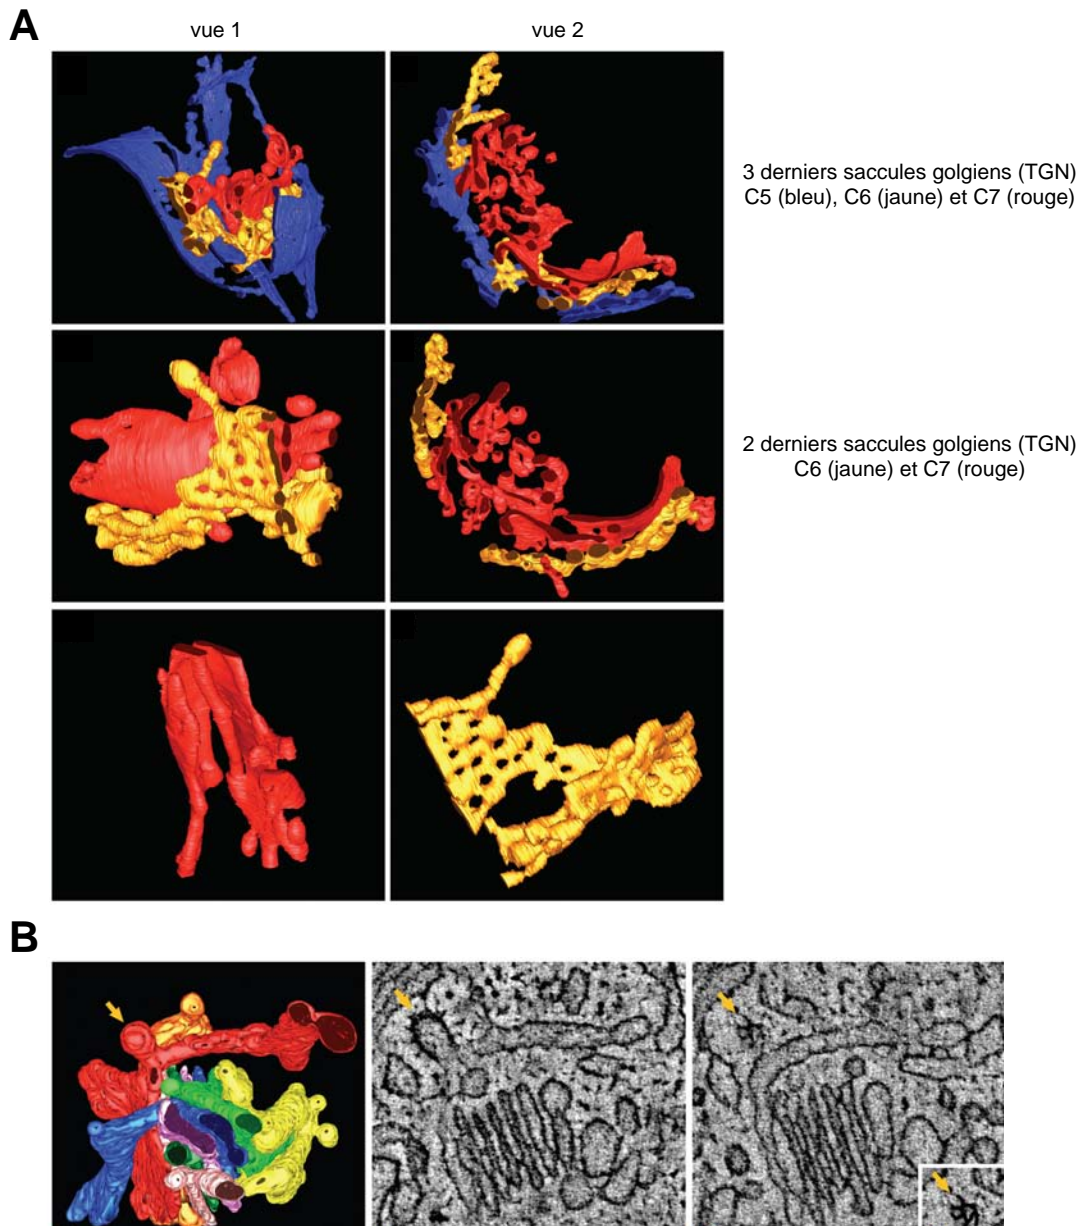 A
vue 1
vue 2
3 derniers saccules golgiens (TGN)
C5 (bleu), C6 (jaune) et C7 (rouge)
2 derniers saccules golgiens (TGN)
C6 (jaune) et C7 (rouge)
B